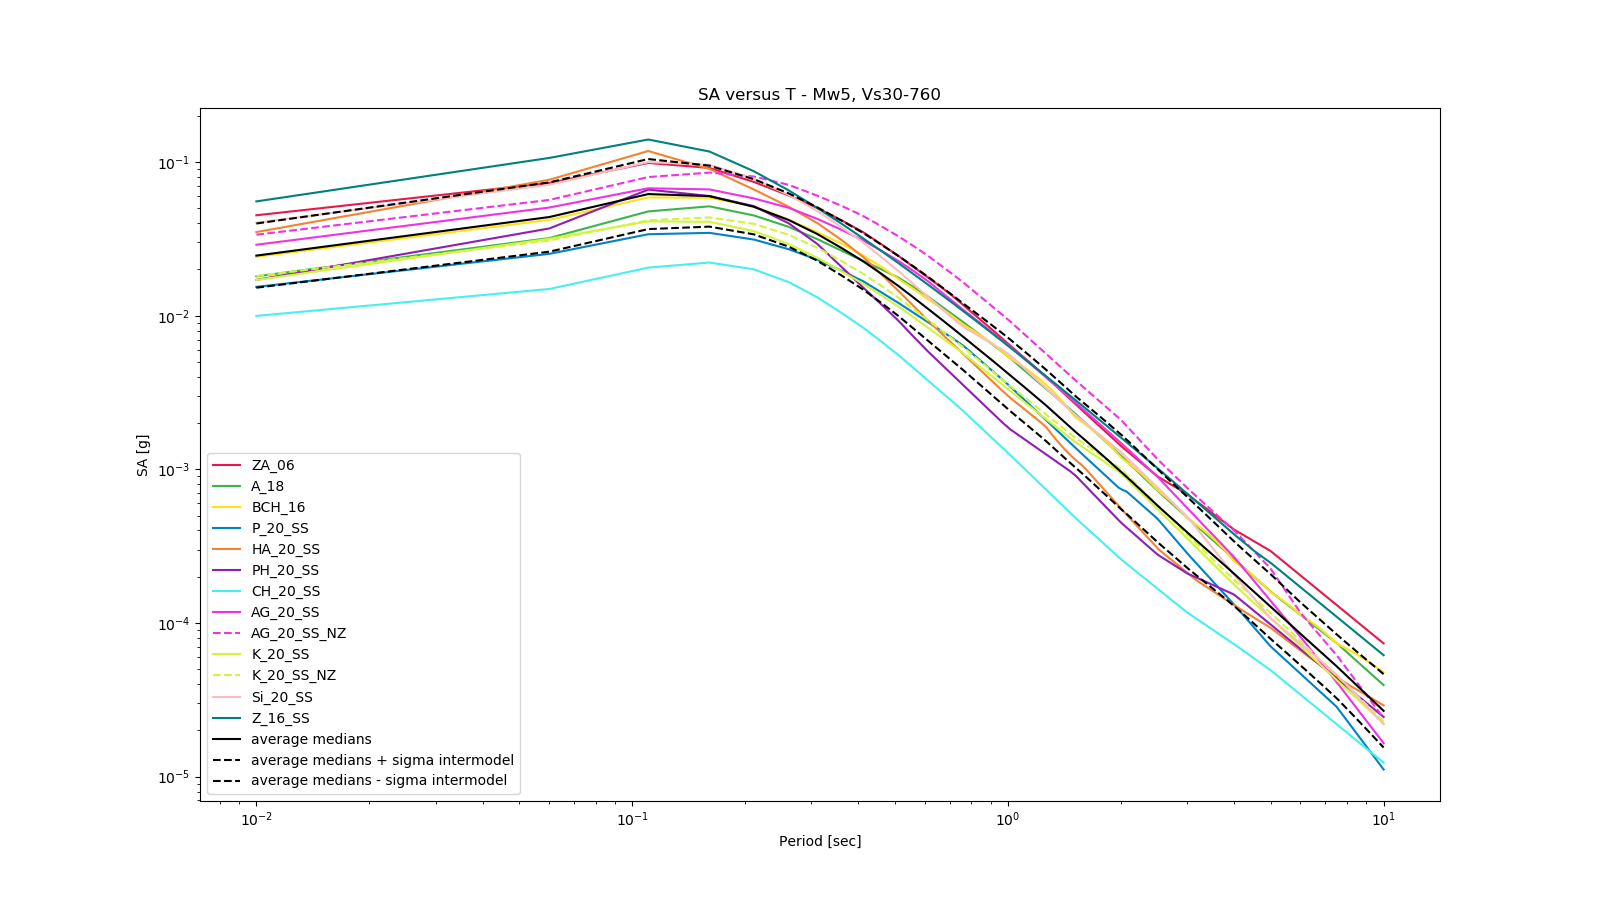 SA versus T - Mw5, Vs30-760
SA [g]
10⁻¹
10⁻²
10⁻³
10⁻⁴
10⁻⁵
ZA_06
A_18
BCH_16
P_20_SS
HA_20_SS
PH_20_SS
CH_20_SS
AG_20_SS
AG_20_SS_NZ
K_20_SS
K_20_SS_NZ
Si_20_SS
Z_16_SS
average medians
average medians + sigma intermodel
average medians - sigma intermodel
10⁻² 10⁻¹ 10⁰ 10¹
Period [sec]